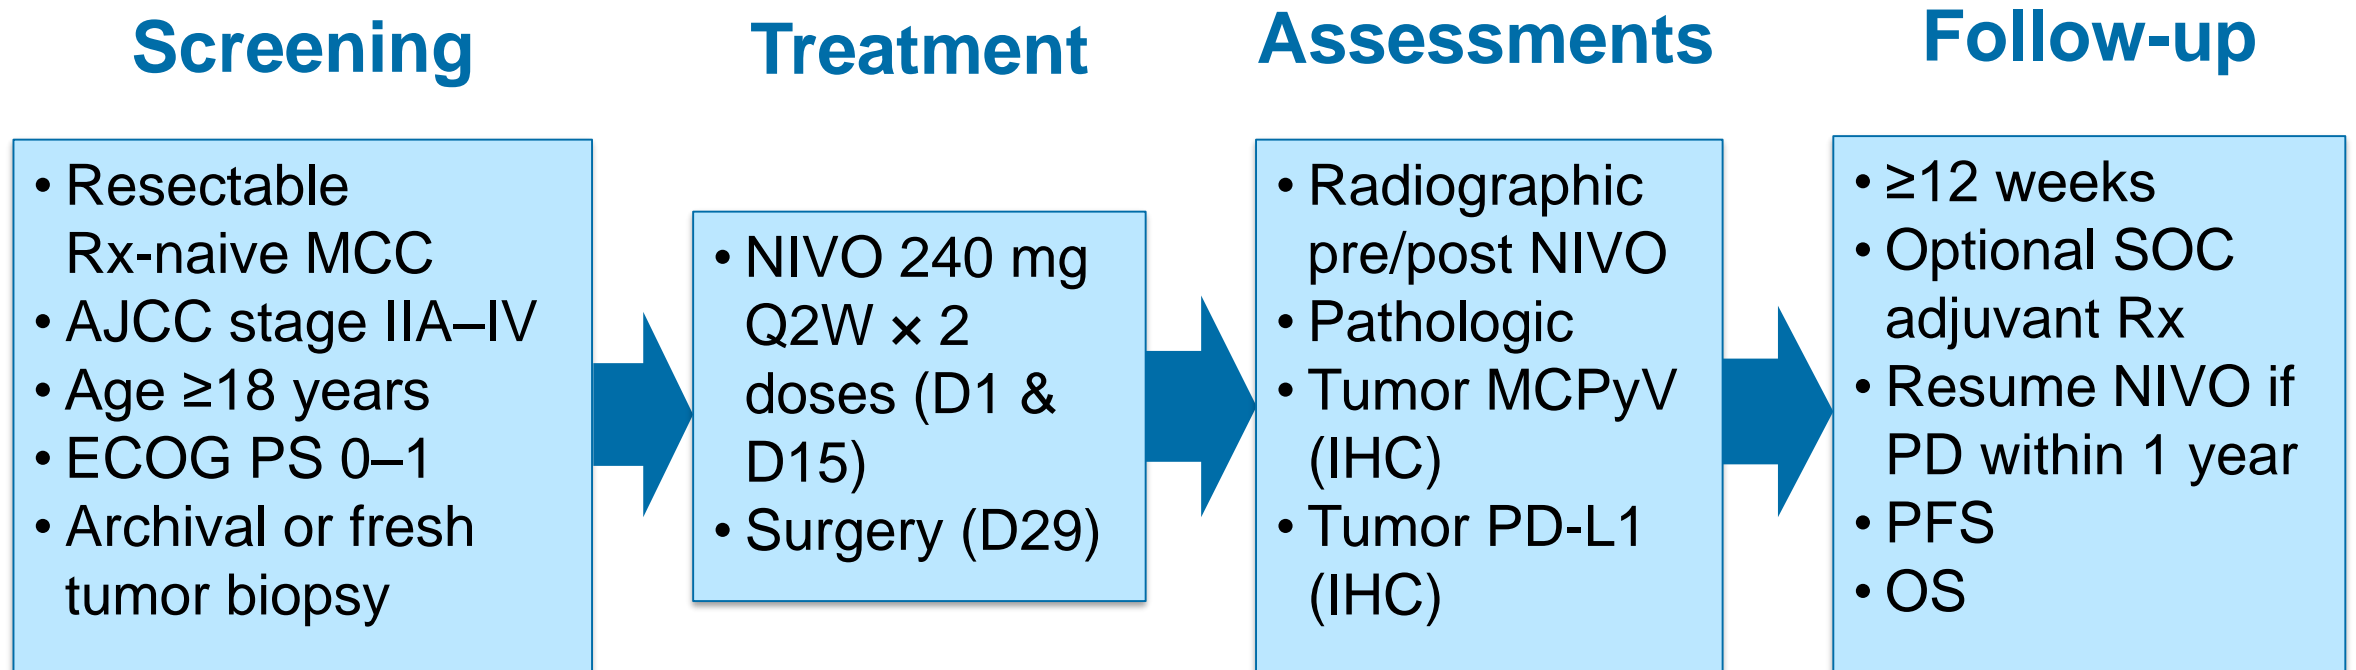 Screening
• Resectable
Rx-naive MCC
• AJCC stage IIA–IV
• Age ≥18 years
• ECOG PS 0–1
• Archival or fresh
tumor biopsy
Treatment
• NIVO 240 mg
Q2W × 2
doses (D1 &
D15)
• Surgery (D29)
Assessments
• Radiographic
pre/post NIVO
• Pathologic
• Tumor MCPyV
(IHC)
• Tumor PD-L1
(IHC)
Follow-up
• ≥12 weeks
• Optional SOC
adjuvant Rx
• Resume NIVO if
PD within 1 year
• PFS
• OS